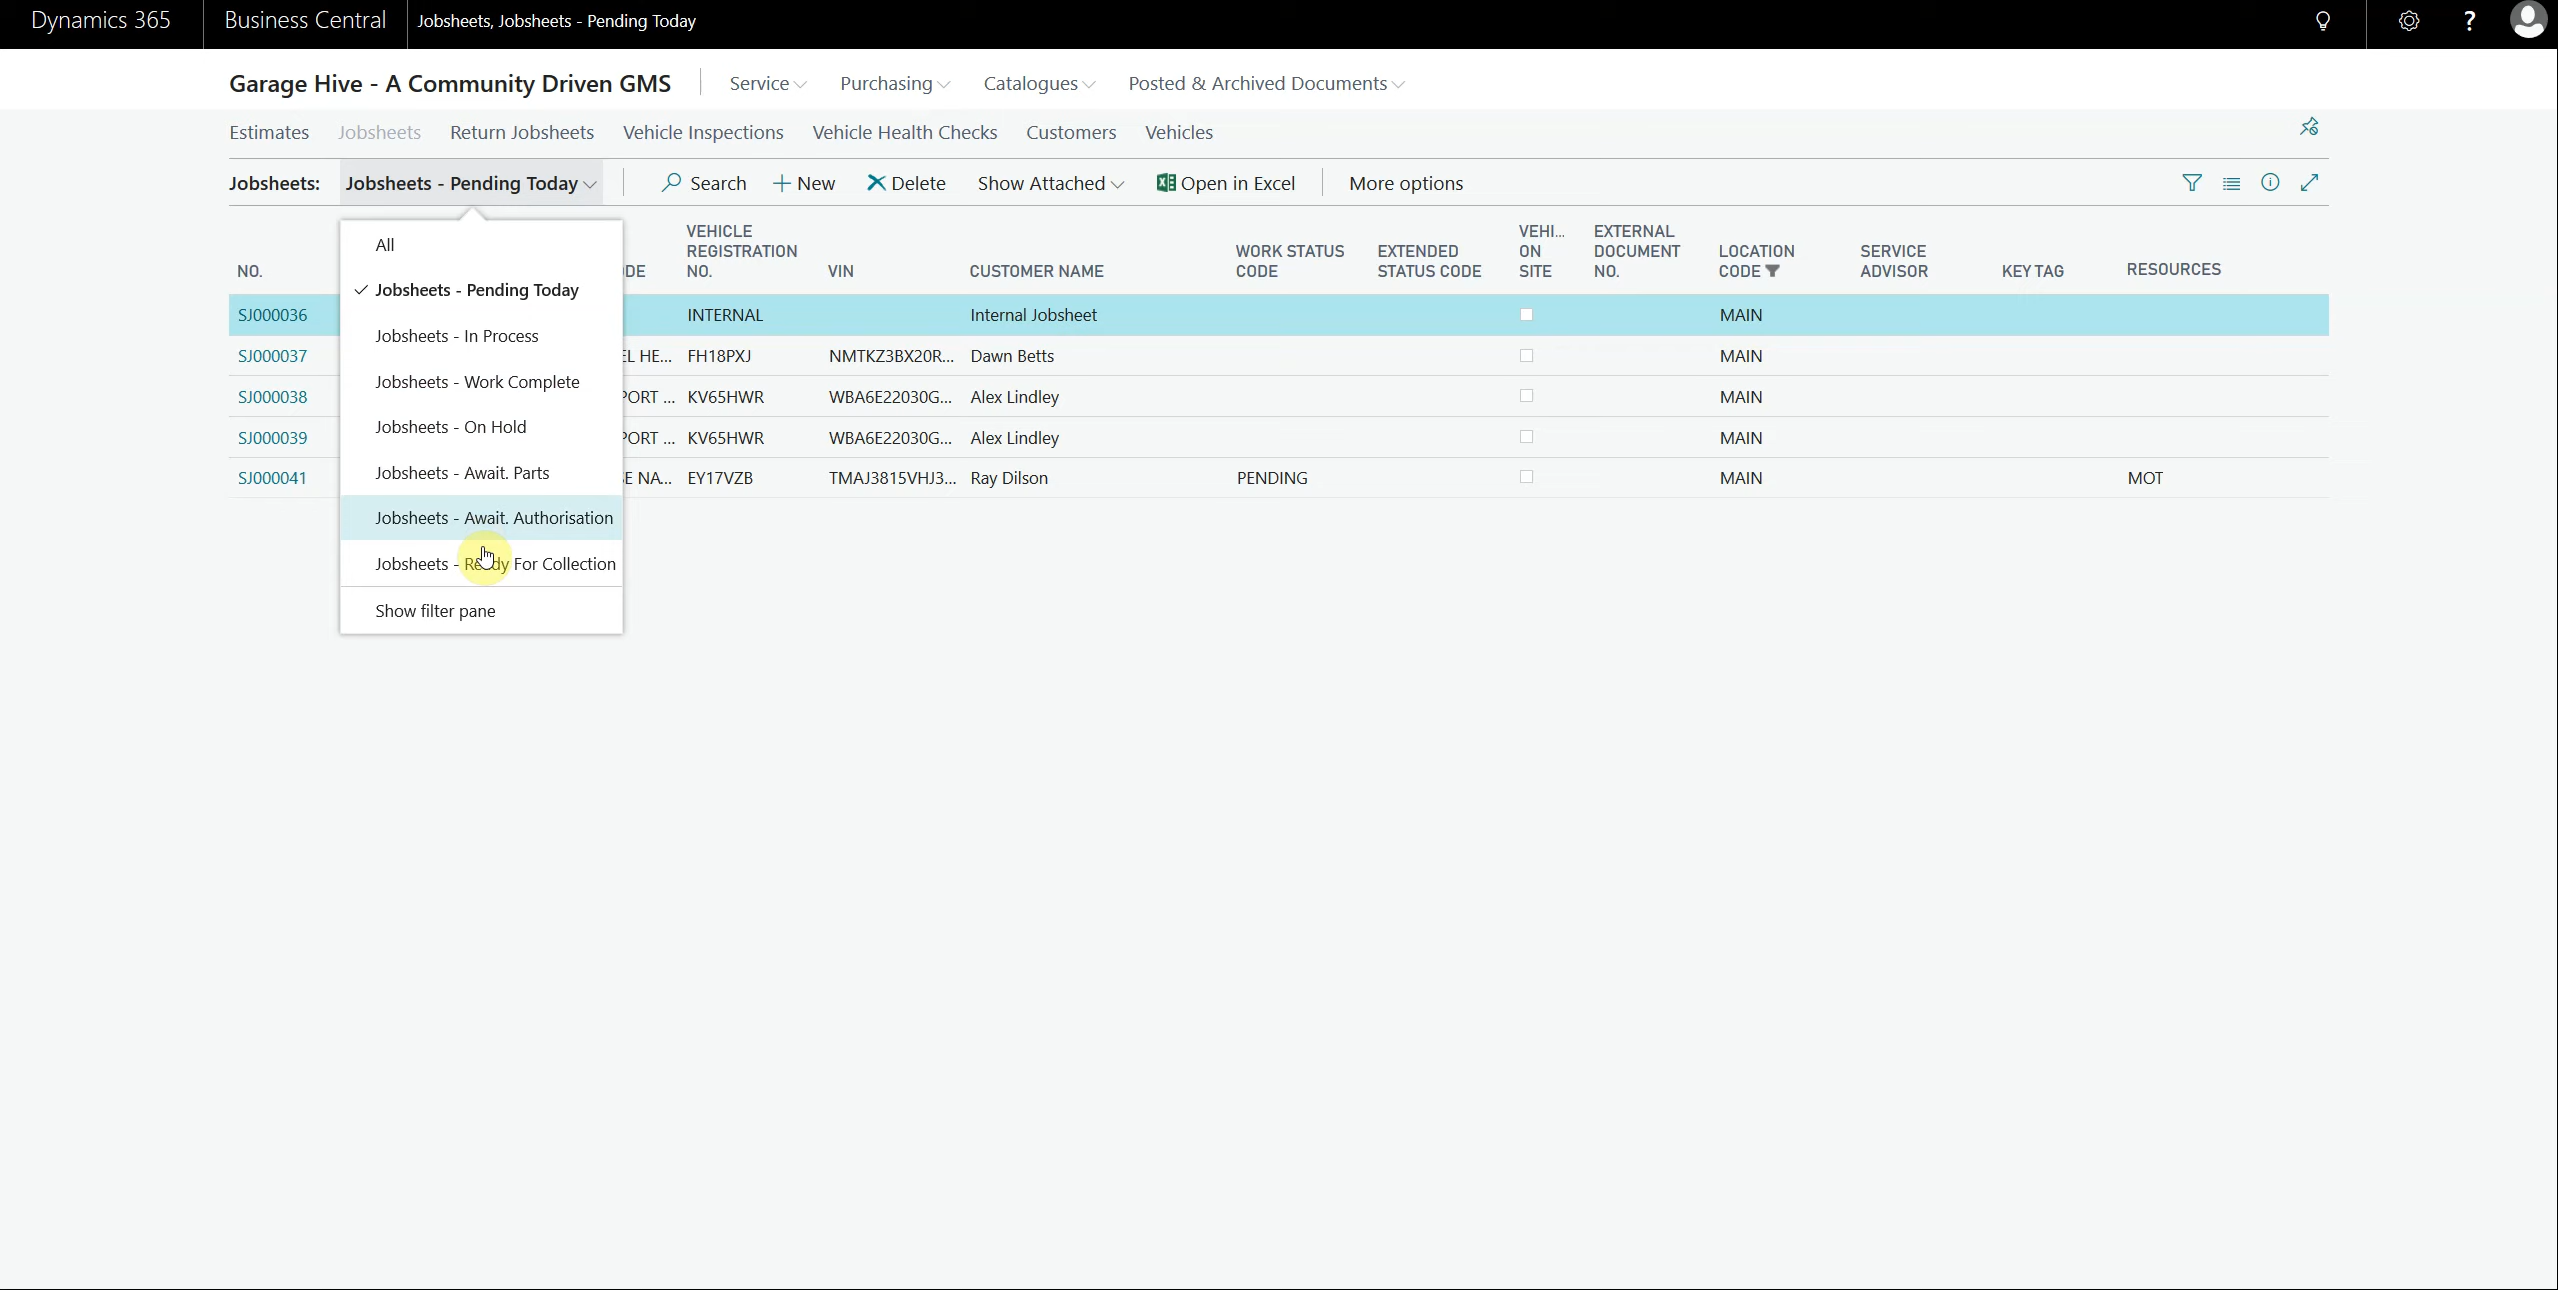 Dynamics 365
Business Central
Jobsheets, Jobsheets - Pending Today
?
Garage Hive - A Community Driven GMS
Service
Purchasing
Catalogues
Posted & Archived Documents
Estimates
Jobsheets
Return Jobsheets
Vehicle Inspections
Vehicle Health Checks
Customers
Vehicles
Jobsheets:
Jobsheets - Pending Today
Search
New
Delete
Show Attached
Open in Excel
More options
All
Jobsheets - Pending Today
Jobsheets - In Process
Jobsheets - Work Complete
Jobsheets - On Hold
Jobsheets - Await. Parts
Jobsheets - Await. Authorisation
Jobsheets - Ready For Collection
Show filter pane
NO.
DE
VEHICLE
REGISTRATION
NO.
VIN
CUSTOMER NAME
WORK STATUS
CODE
EXTENDED
STATUS CODE
VEHI...
ON
SITE
EXTERNAL
DOCUMENT
NO.
LOCATION
CODE
SERVICE
ADVISOR
KEY TAG
RESOURCES
SJ000036 INTERNAL Internal Jobsheet MAIN
SJ000037 EL HE... FH18PXJ NMTKZ3BX20R... Dawn Betts MAIN
SJ000038 PORT ... KV65HWR WBA6E22030G... Alex Lindley MAIN
SJ000039 PORT ... KV65HWR WBA6E22030G... Alex Lindley MAIN
SJ000041 E NA... EY17VZB TMAJ3815VHJ3... Ray Dilson PENDING MAIN MOT